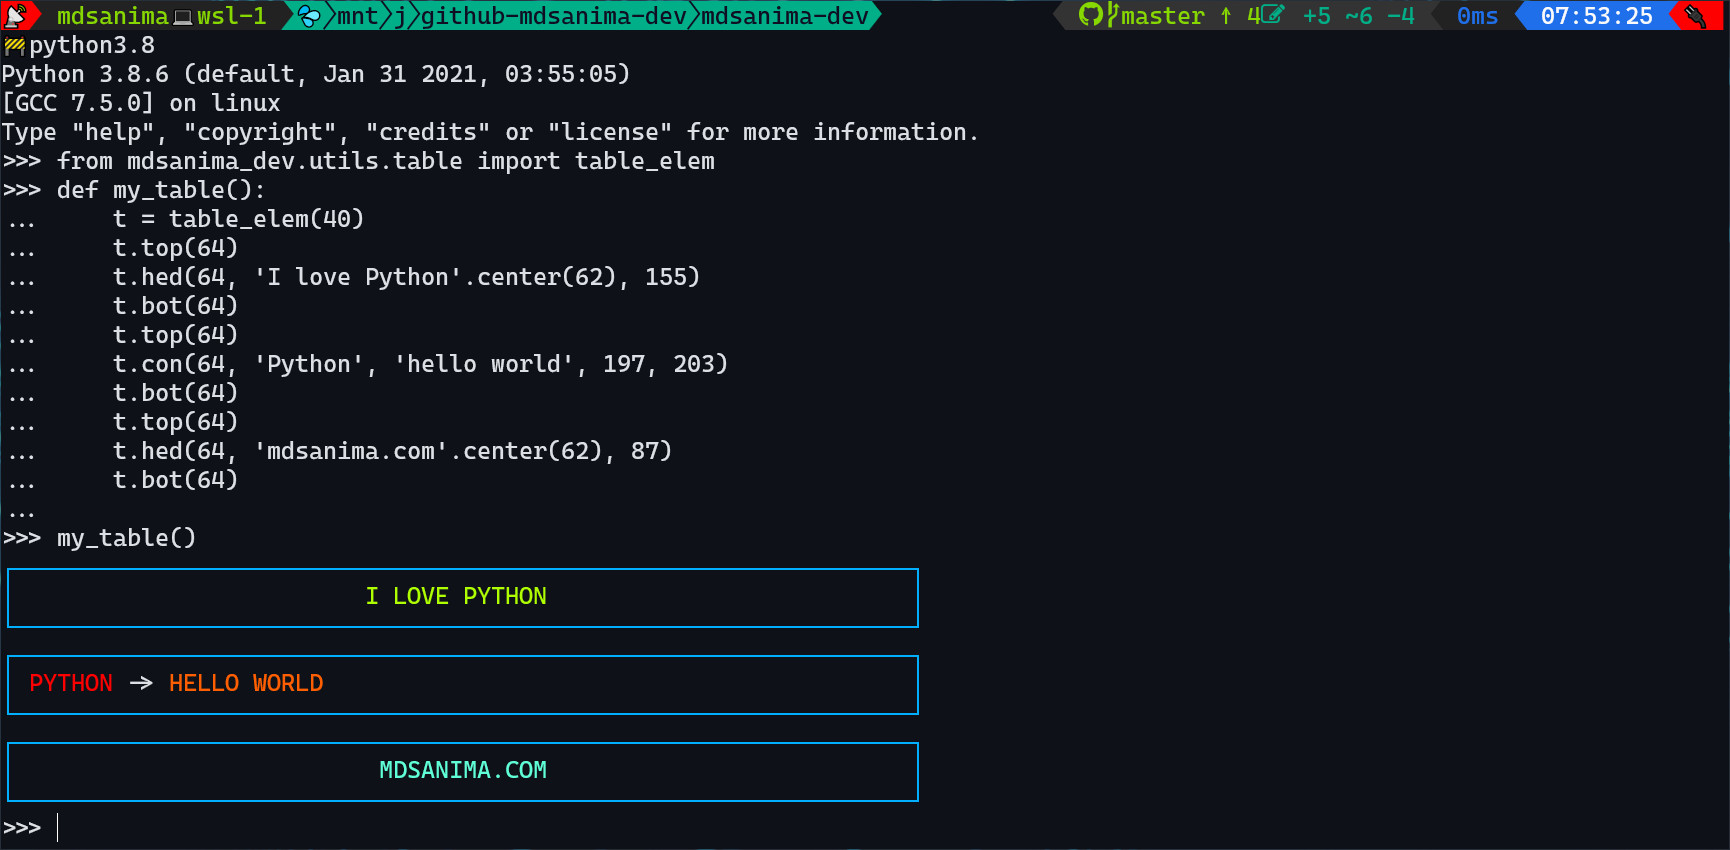 mdsanima wsl-1 mnt j github-mdsanima-dev mdsanima-dev master ↑ 4 +5 ~6 -4 0ms 07:53:25
python3.8
Python 3.8.6 (default, Jan 31 2021, 03:55:05)
[GCC 7.5.0] on linux
Type "help", "copyright", "credits" or "license" for more information.
>>> from mdsanima_dev.utils.table import table_elem
>>> def my_table():
...     t = table_elem(40)
...     t.top(64)
...     t.hed(64, 'I love Python'.center(62), 155)
...     t.bot(64)
...     t.top(64)
...     t.con(64, 'Python', 'hello world', 197, 203)
...     t.bot(64)
...     t.top(64)
...     t.hed(64, 'mdsanima.com'.center(62), 87)
...     t.bot(64)
...
>>> my_table()
I LOVE PYTHON
PYTHON -> HELLO WORLD
MDSANIMA.COM
>>>